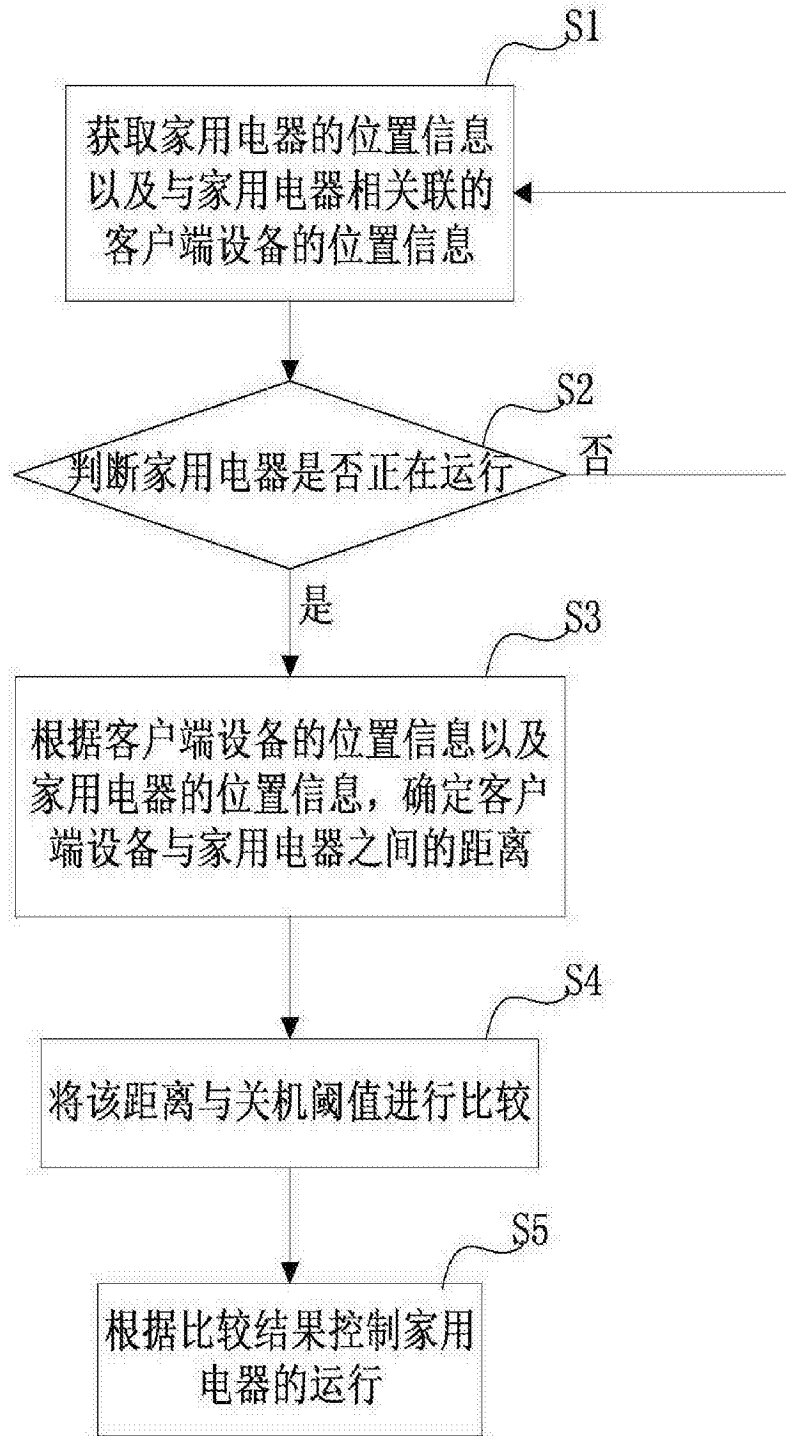 S1
获取家用电器的位置信息
以及与家用电器相关联的
客户端设备的位置信息
S2
判断家用电器是否正在运行
否
是
S3
根据客户端设备的位置信息以及
家用电器的位置信息，确定客户
端设备与家用电器之间的距离
S4
将该距离与关机阈值进行比较
S5
根据比较结果控制家用
电器的运行